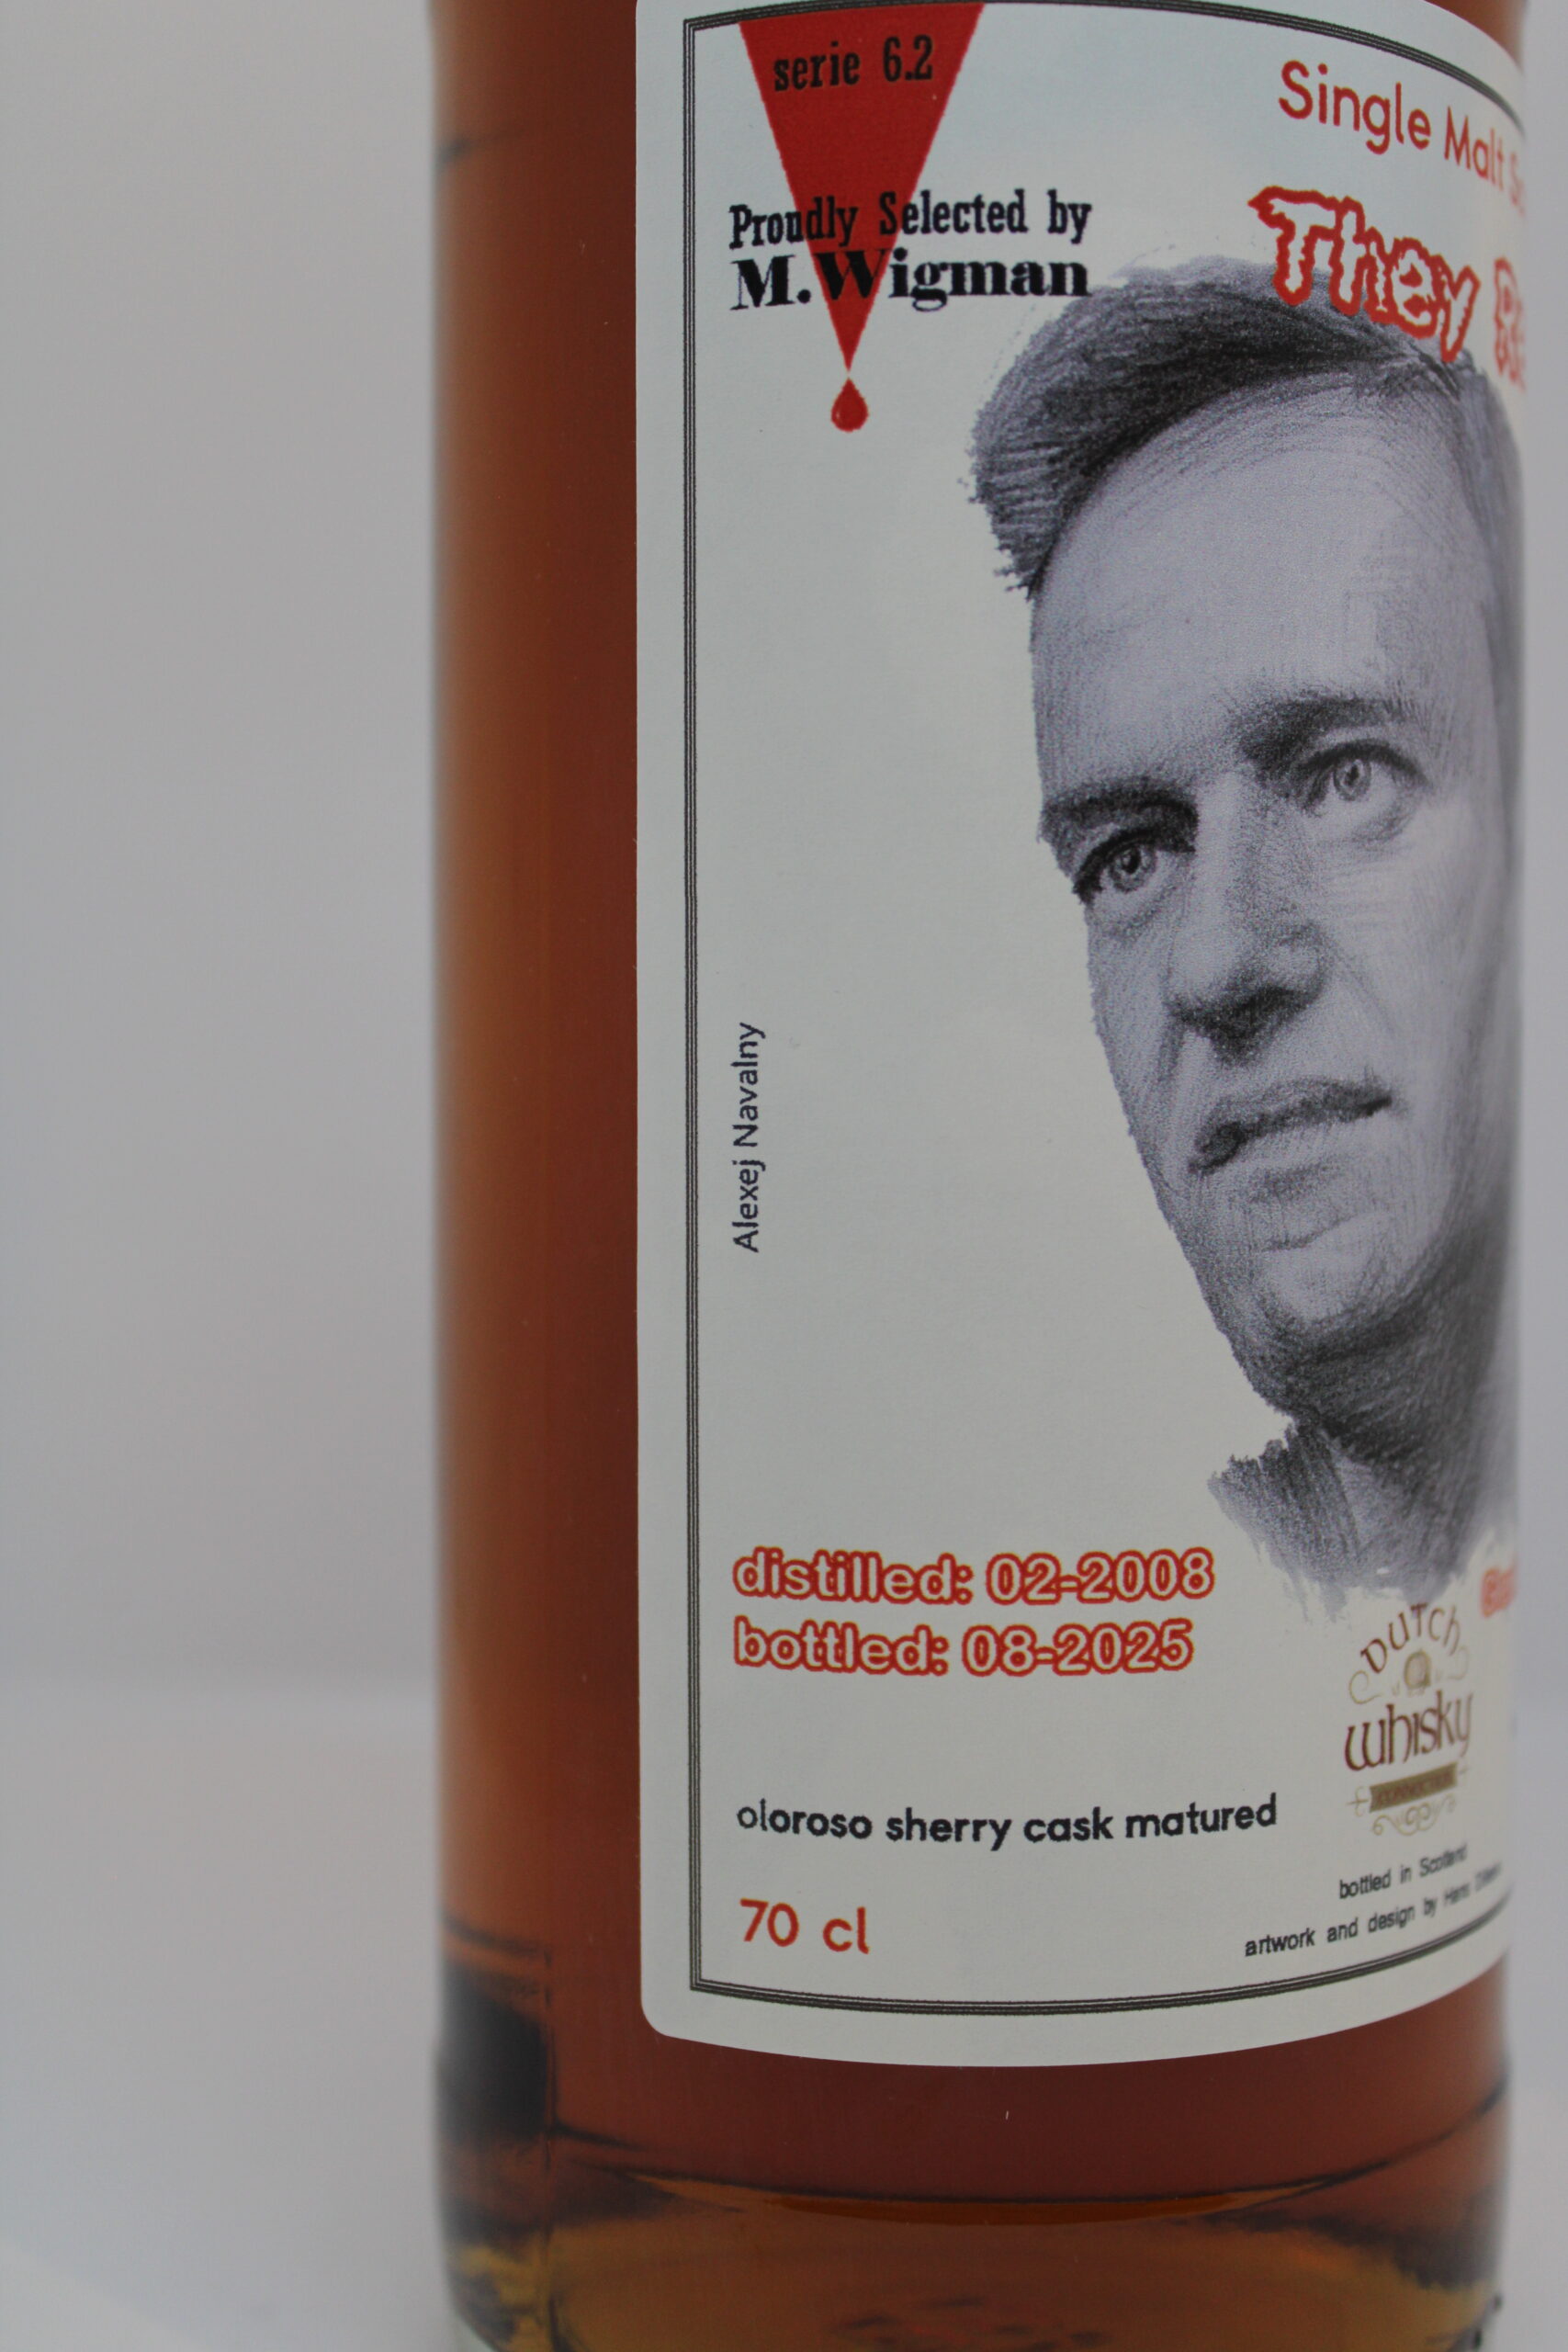 serie 6.2
Proudly Selected by
M.Wigman
Single Malt
They
Alexej Navalny
distilled: 02-2008
bottled: 08-2025
DUTCH
whisky
oloroso sherry cask matured
bottled in Scotland
70 cl
artwork and design by Hans